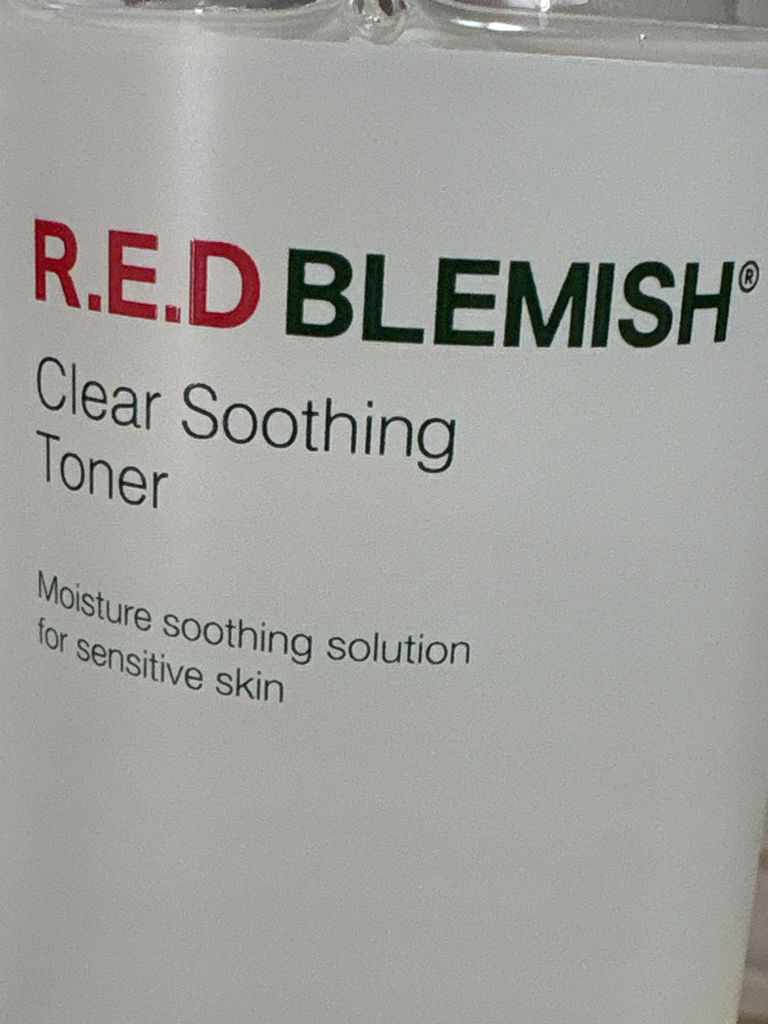 R.E.D BLEMISH®
Clear Soothing
Toner
Moisture soothing solution
for sensitive skin